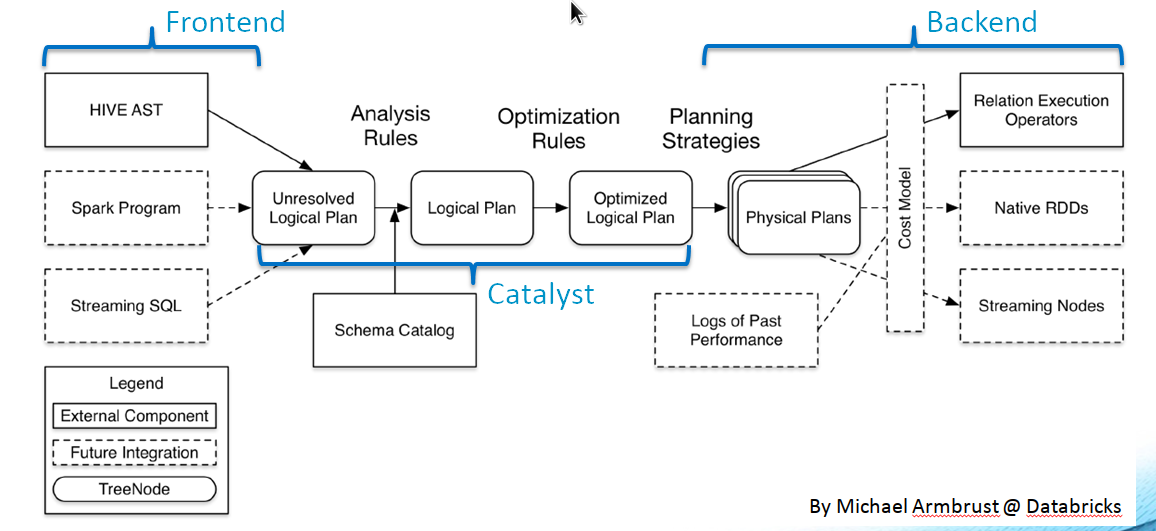 Frontend
Backend
HIVE AST
Analysis
Rules
Optimization
Rules
Planning
Strategies
Relation Execution
Operators
Spark Program
Unresolved
Logical Plan
Logical Plan
Optimized
Logical Plan
Physical Plans
Cost Model
Native RDDs
Streaming SQL
Catalyst
Schema Catalog
Logs of Past
Performance
Streaming Nodes
Legend
External Component
Future Integration
TreeNode
By Michael Armbrust @ Databricks